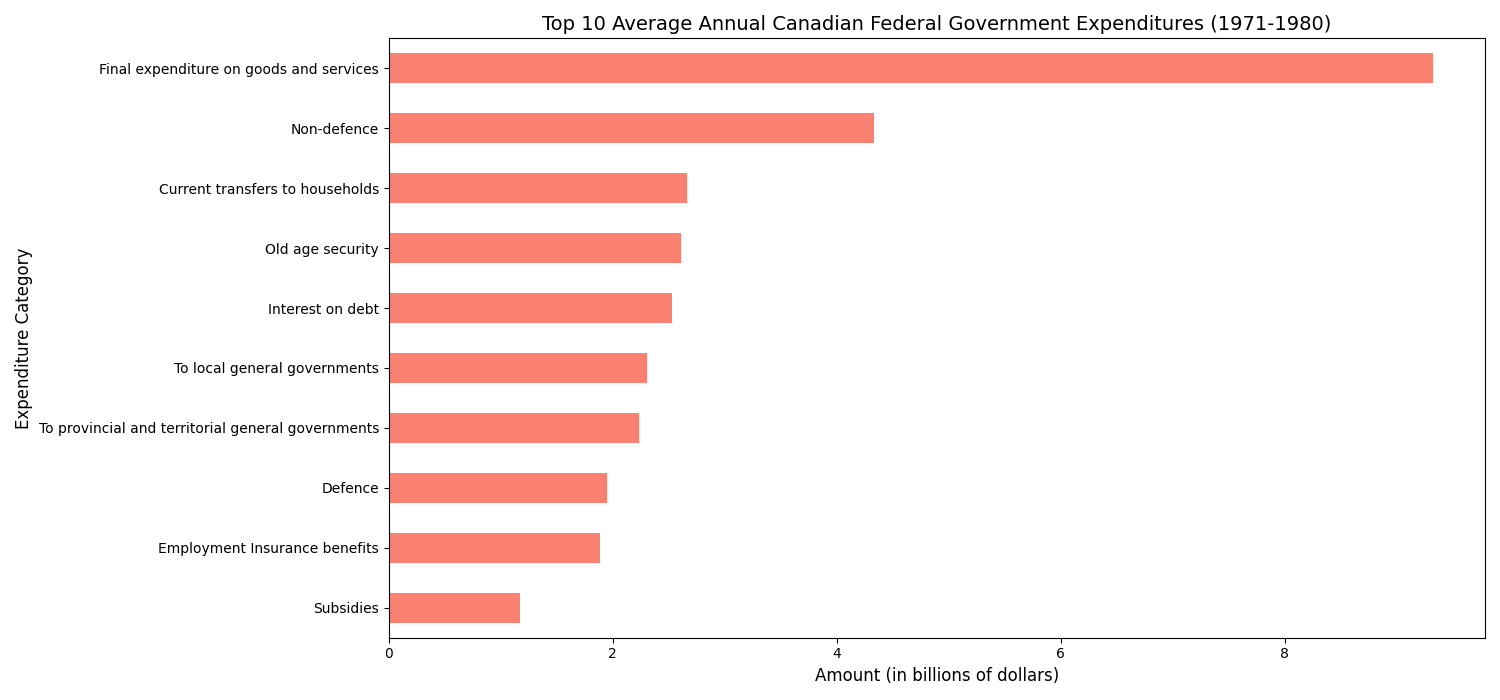 Top 10 Average Annual Canadian Federal Government Expenditures (1971-1980)
Expenditure Category
Final expenditure on goods and services
Non-defence
Current transfers to households
Old age security
Interest on debt
To local general governments
To provincial and territorial general governments
Defence
Employment Insurance benefits
Subsidies
0 2 4 6 8
Amount (in billions of dollars)